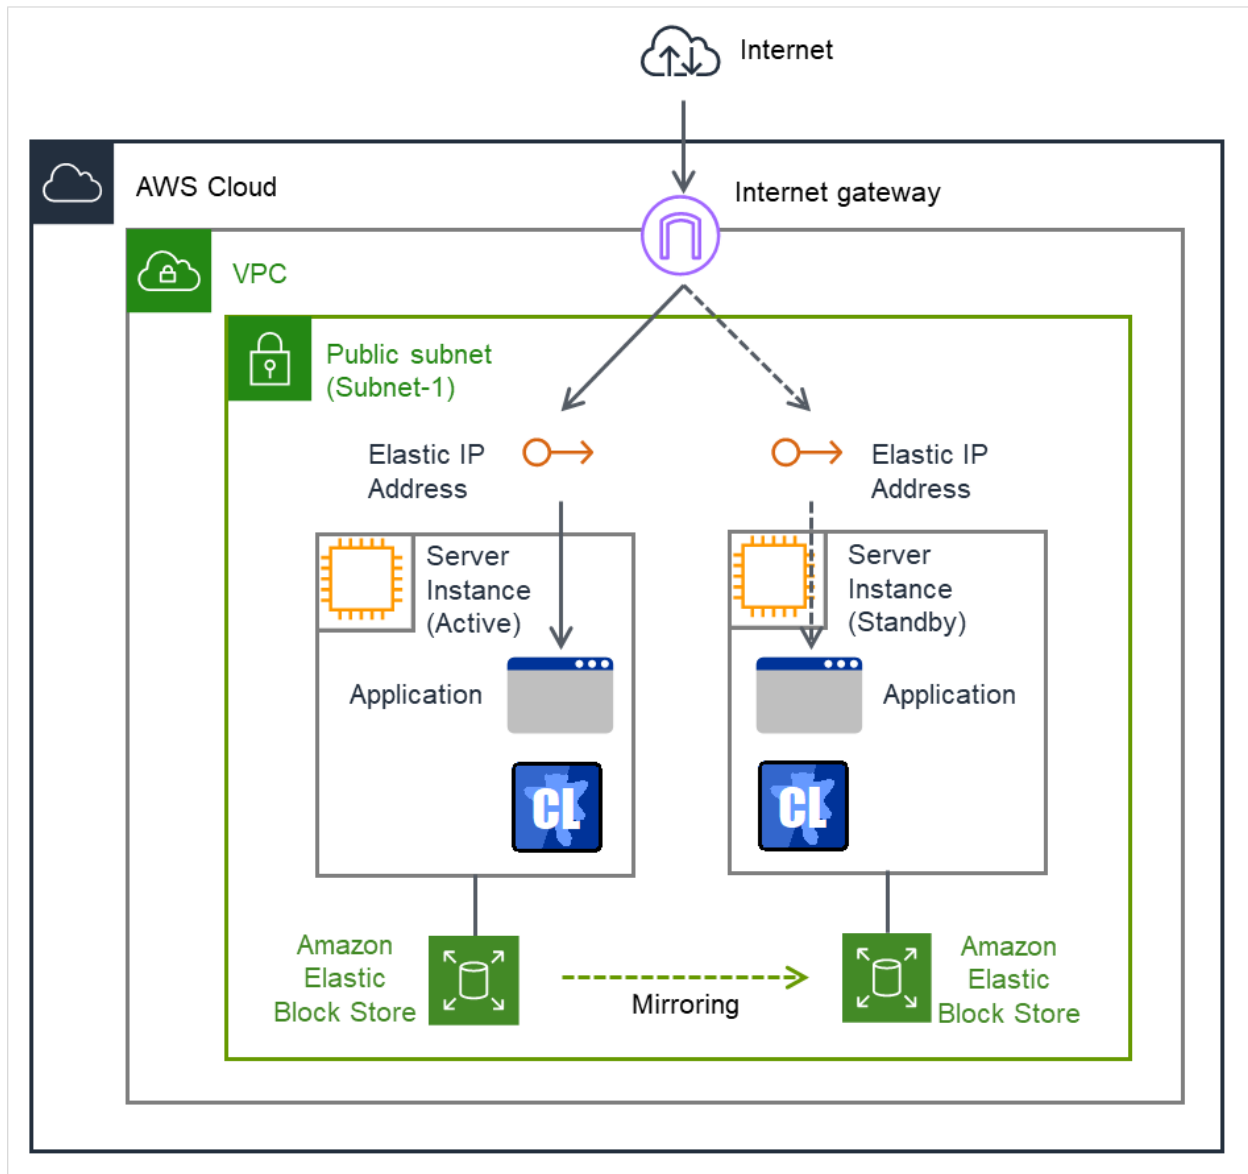 Internet
AWS Cloud
Internet gateway
VPC
Public subnet
(Subnet-1)
Elastic IP
Address
Elastic IP
Address
Server
Instance
(Active)
Server
Instance
(Standby)
Application
Application
CL
CL
Amazon
Elastic
Block Store
Mirroring
Amazon
Elastic
Block Store